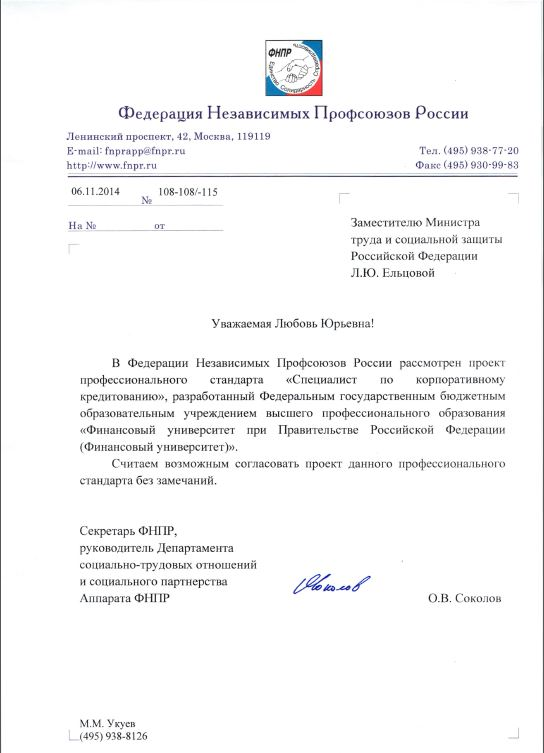 ФНПР
Единство Солидарность Справедливость
Федерация Независимых Профсоюзов России
Ленинский проспект, 42, Москва, 119119
E-mail: fnprapp@fnpr.ru
Тел. (495) 938-77-20
http://www.fnpr.ru
Факс (495) 930-99-83
06.11.2014 № 108-108/-115
На № от
Заместителю Министра
труда и социальной защиты
Российской Федерации
Л.Ю. Ельцовой
Уважаемая Любовь Юрьевна!
В Федерации Независимых Профсоюзов России рассмотрен проект
профессионального стандарта «Специалист по корпоративному
кредитованию», разработанный Федеральным государственным бюджетным
образовательным учреждением высшего профессионального образования
«Финансовый университет при Правительстве Российской Федерации
(Финансовый университет)».
Считаем возможным согласовать проект данного профессионального
стандарта без замечаний.
Секретарь ФНПР,
руководитель Департамента
социально-трудовых отношений
и социального партнерства
Аппарата ФНПР
Соколов
О.В. Соколов
М.М. Укуев
(495) 938-8126